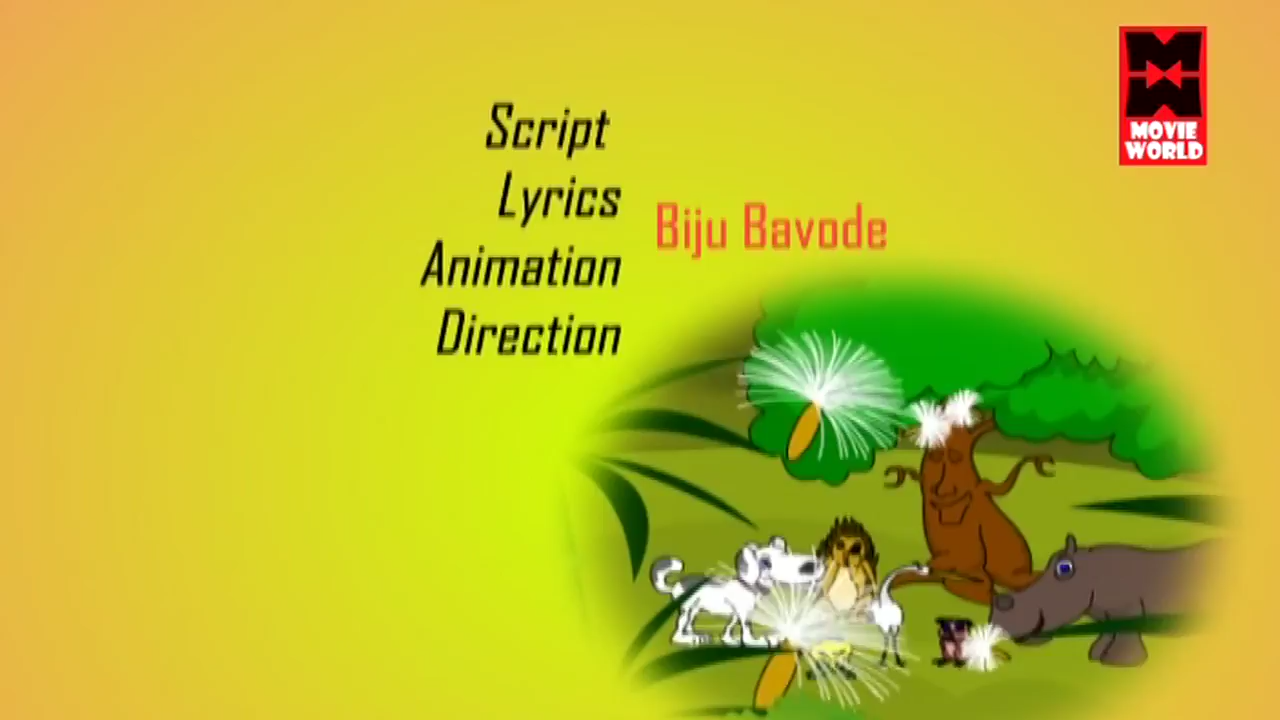 Script
Lyrics
Biju Bavode
Animation
Direction
MOVIE
WORLD